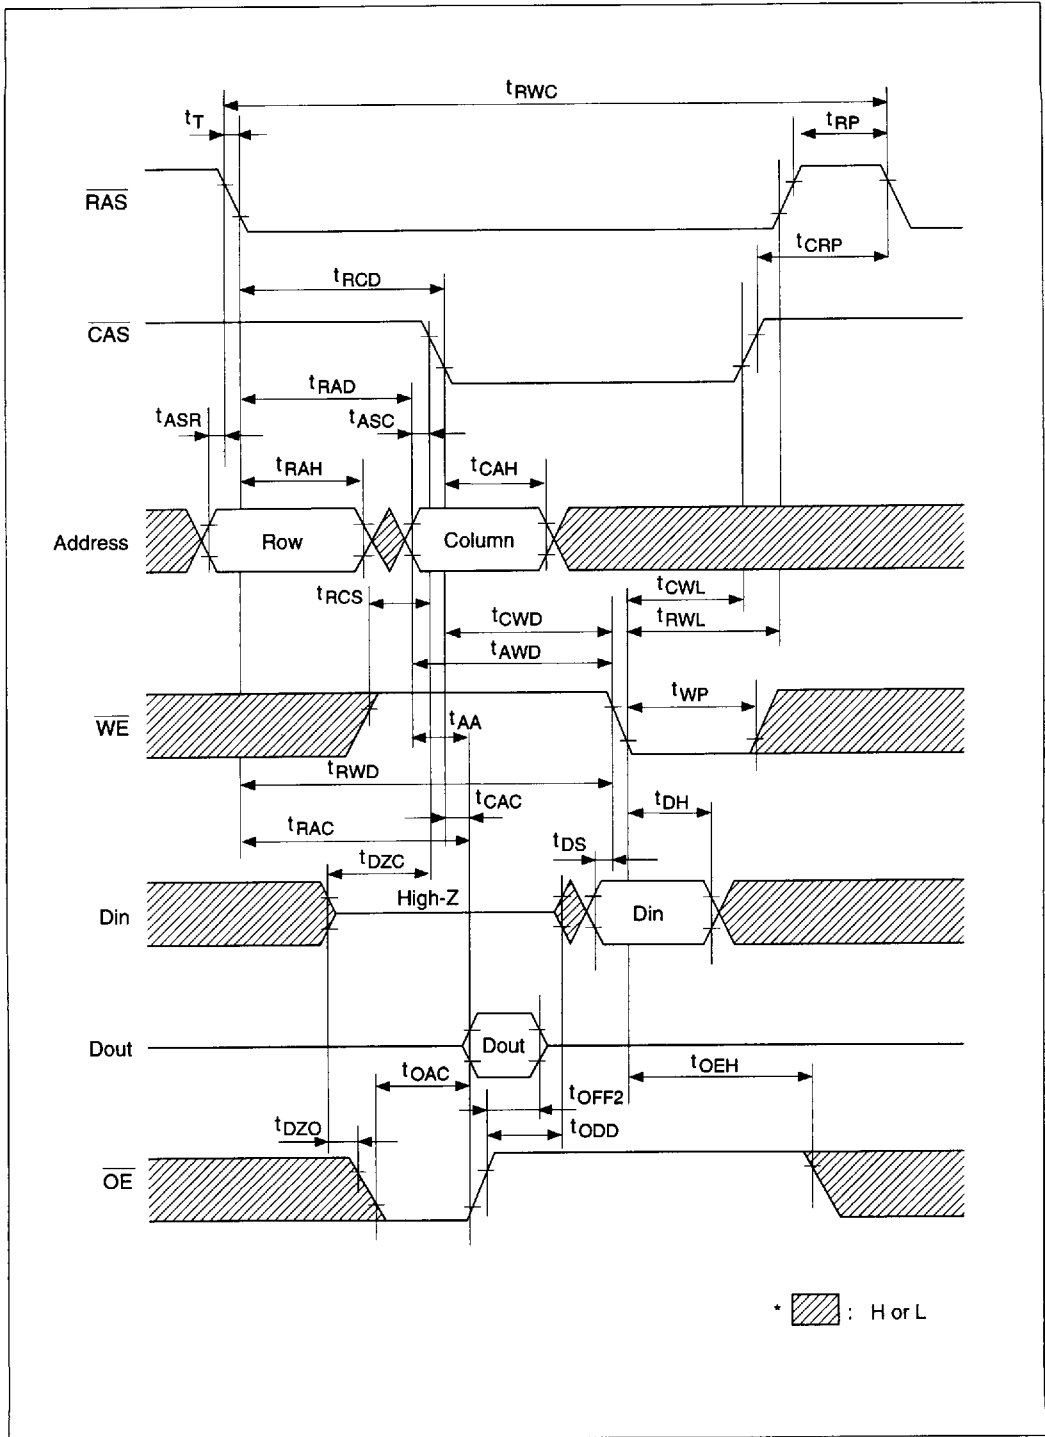 tRWC
tT
tRP
RAS
tCRP
tRCD
CAS
tRAD
tASR
tASC
tRAH
tCAH
Address
Row
Column
tRCS
tCWL
tCWD
tRWL
tAWD
tWP
WE
tAA
tRWD
tCAC
tDH
tRAC
tDS
tDZC
High-Z
Din
Din
Dout
Dout
tOAC
tOEH
tOFF2
tDZO
tODD
OE
* : H or L